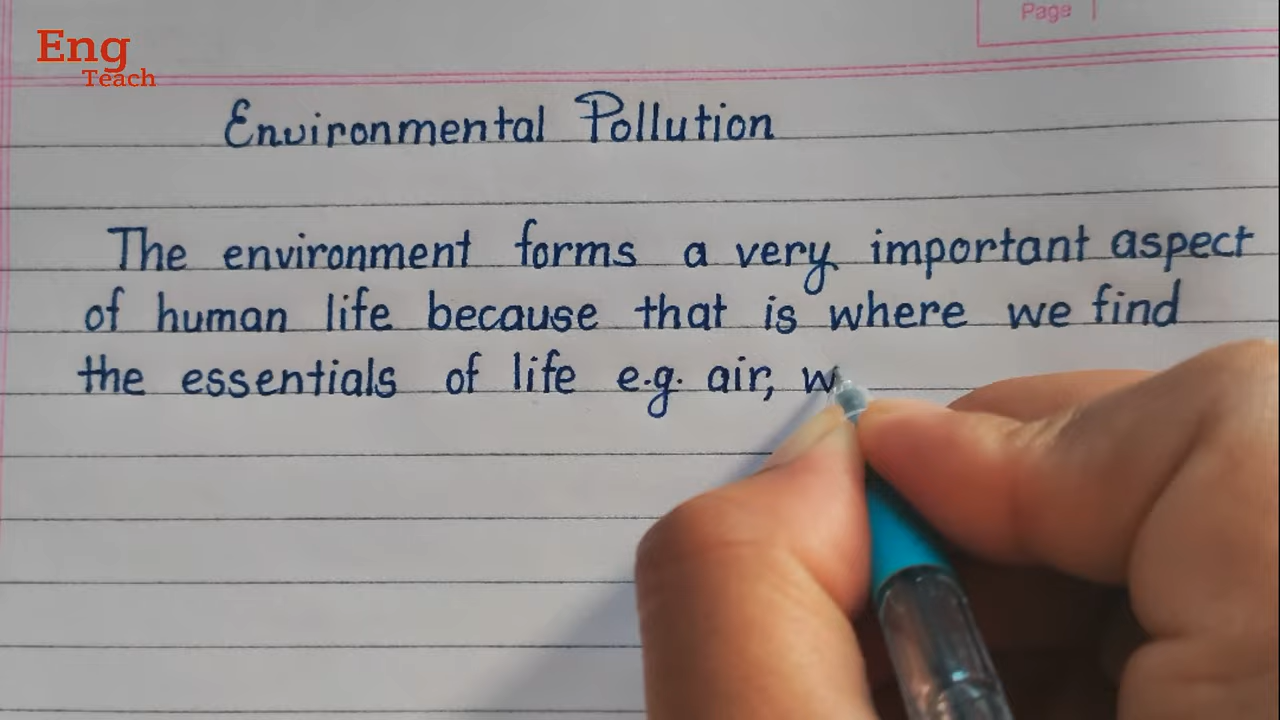 Page
Eng
Teach
Environmental Pollution
The environment forms a very important aspect
of human life because that is where we find
the essentials of life e.g. air, w